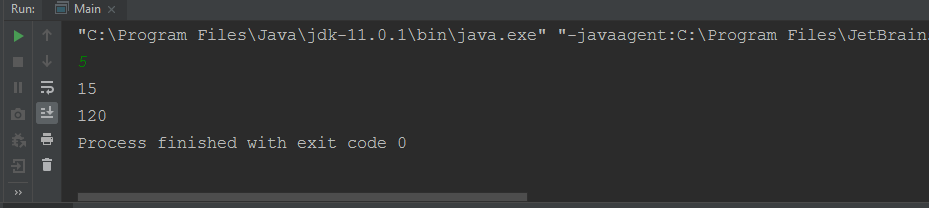 Run: Main ×
"C:\Program Files\Java\jdk-11.0.1\bin\java.exe" "-javaagent:C:\Program Files\JetBrain
5
15
120
Process finished with exit code 0